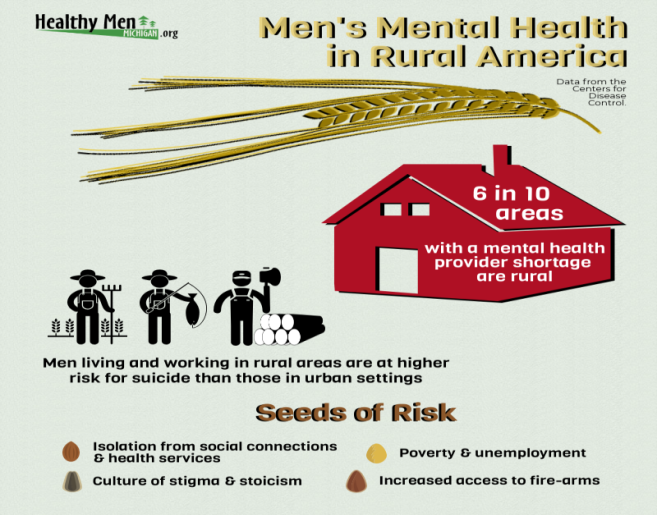 Healthy Men
MICHIGAN .org
Men's Mental Health
in Rural America
Data from the
Centers for
Disease
Control.
6 in 10
areas
with a mental health
provider shortage
are rural
Men living and working in rural areas are at higher
risk for suicide than those in urban settings
Seeds of Risk
Isolation from social connections
& health services
Poverty & unemployment
Culture of stigma & stoicism
Increased access to fire-arms